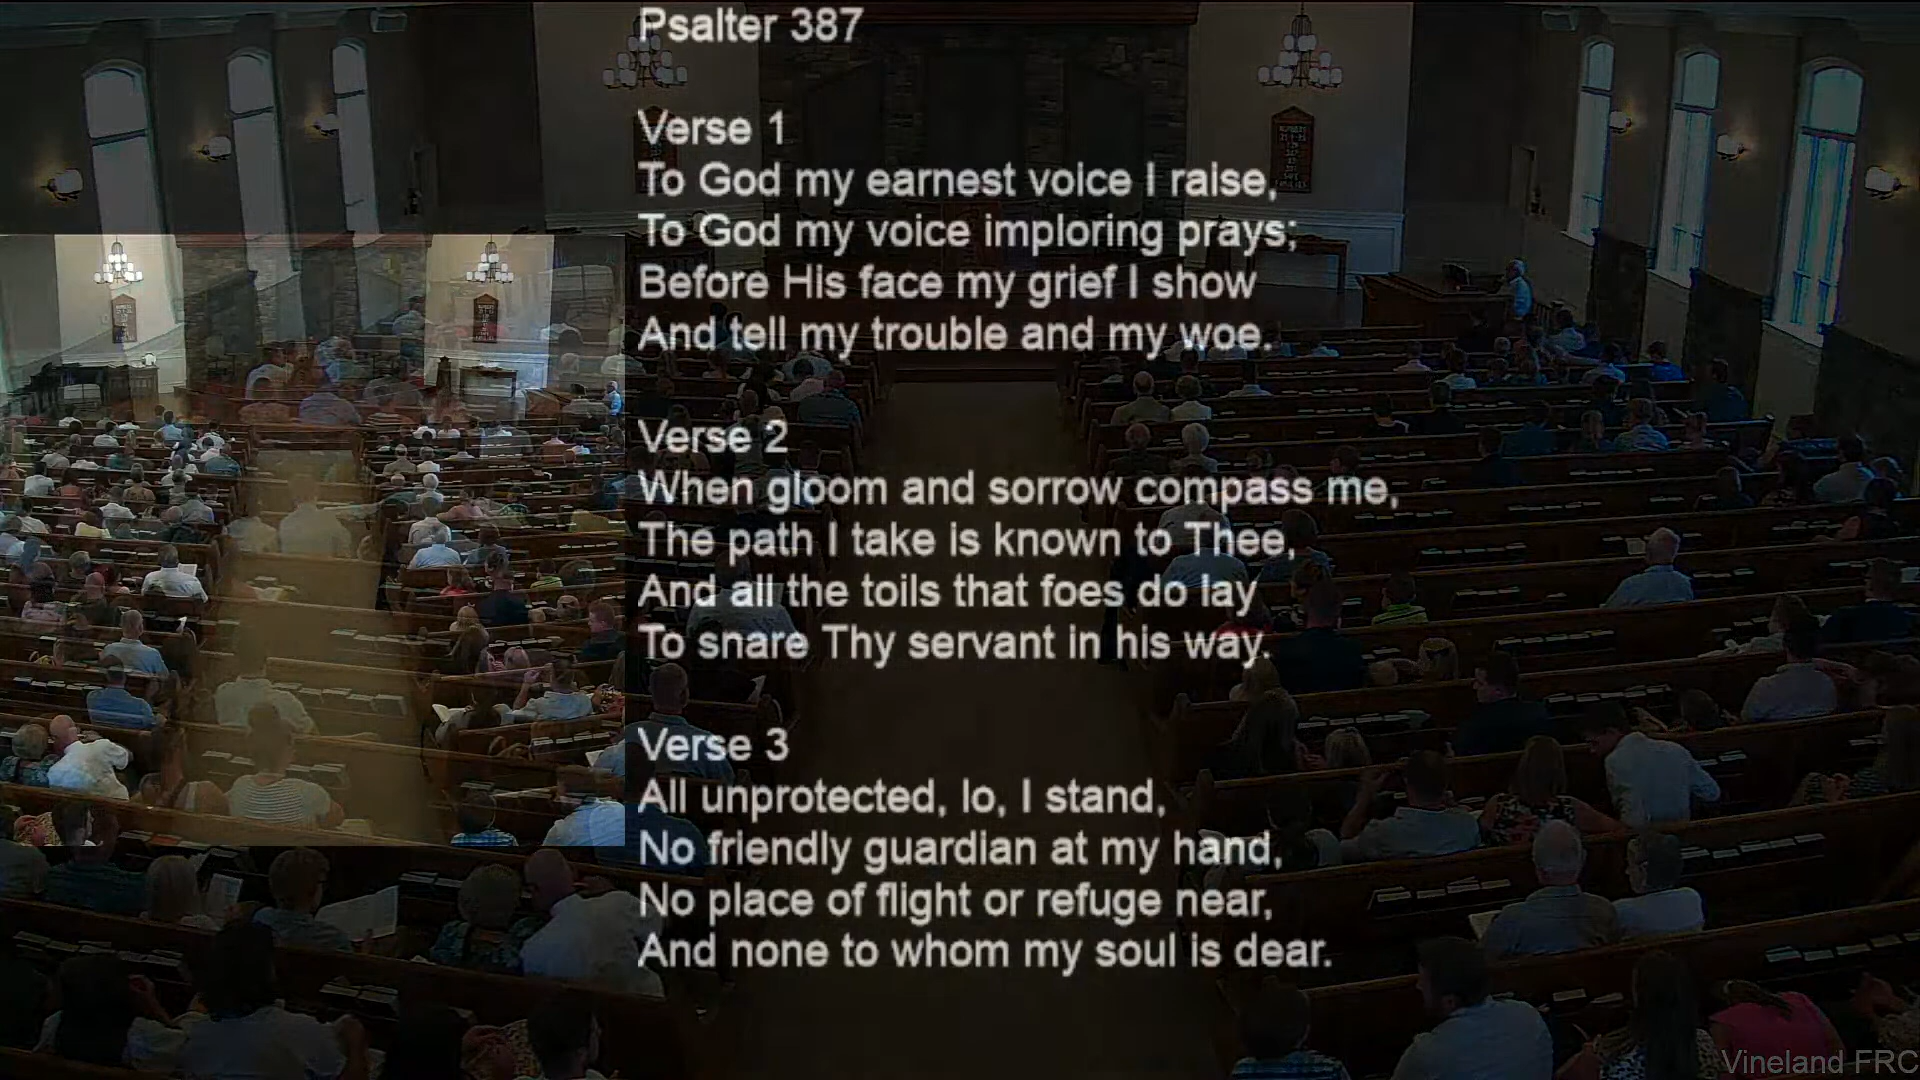 Psalter 387
Verse 1
To God my earnest voice I raise,
To God my voice imploring prays;
Before His face my grief I show
And tell my trouble and my woe.
Verse 2
When gloom and sorrow compass me,
The path I take is known to Thee,
And all the toils that foes do lay
To snare Thy servant in his way.
Verse 3
All unprotected, lo, I stand,
No friendly guardian at my hand,
No place of flight or refuge near,
And none to whom my soul is dear.
Vineland FRC